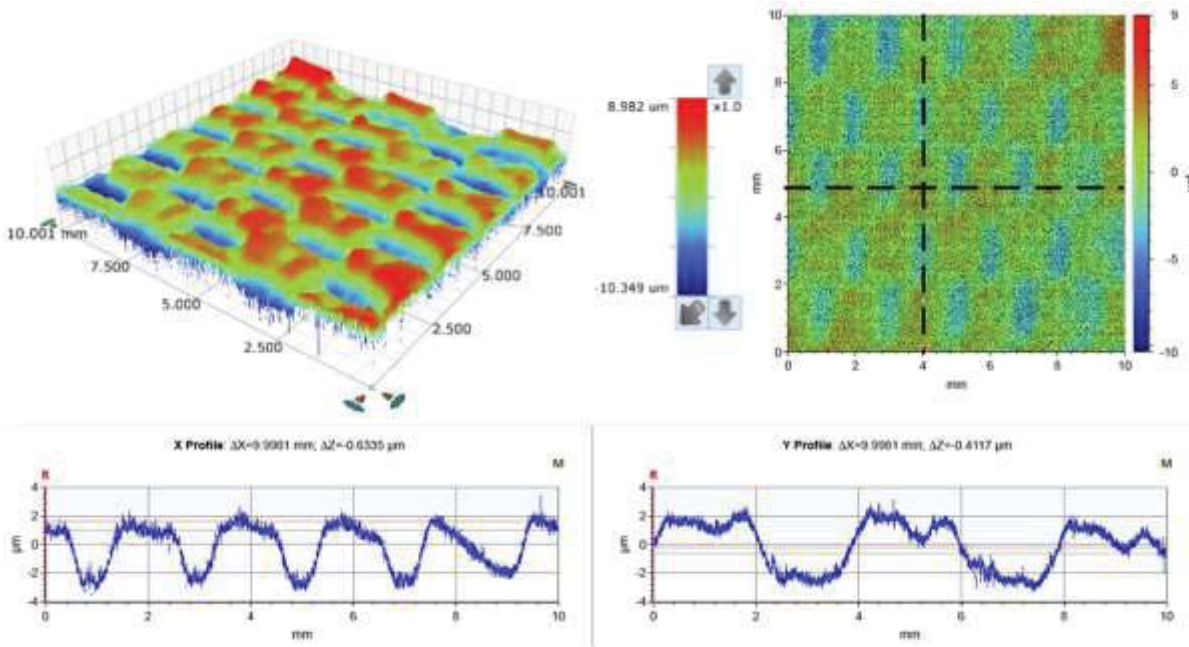 8.982 um
x1.0
-10.349 um
10.001 mm
7.500
5.000
2.500
2.500
5.000
7.500
10.001
10
8
6
4
2
0
mm
0 2 4 6 8 10
mm
9
5
0
-5
-10
X Profile: ΔX=9.9981 mm; ΔZ=-0.6335 µm
R
M
4
2
0
-2
-4
µm
0 2 4 6 8 10
mm
Y Profile: ΔX=9.9981 mm; ΔZ=-0.4117 µm
R
M
4
2
0
-2
-4
µm
0 2 4 6 8 10
mm